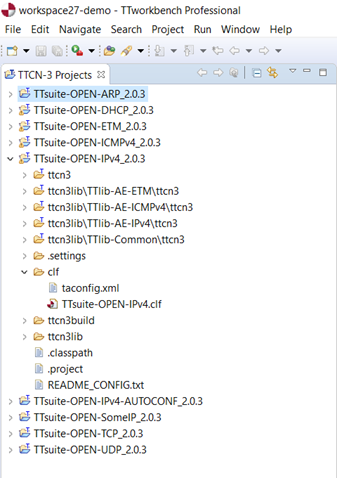 workspace27-demo - TTworkbench Professional
File Edit Navigate Search Project Run Window Help
TTCN-3 Projects
TTsuite-OPEN-ARP_2.0.3
TTsuite-OPEN-DHCP_2.0.3
TTsuite-OPEN-ETM_2.0.3
TTsuite-OPEN-ICMPv4_2.0.3
TTsuite-OPEN-IPv4_2.0.3
ttcn3
ttcn3lib\TTlib-AE-ETM\ttcn3
ttcn3lib\TTlib-AE-ICMPv4\ttcn3
ttcn3lib\TTlib-AE-IPv4\ttcn3
ttcn3lib\TTlib-Common\ttcn3
.settings
clf
taconfig.xml
TTsuite-OPEN-IPv4.clf
ttcn3build
ttcn3lib
.classpath
.project
README_CONFIG.txt
TTsuite-OPEN-IPv4-AUTOCONF_2.0.3
TTsuite-OPEN-SomeIP_2.0.3
TTsuite-OPEN-TCP_2.0.3
TTsuite-OPEN-UDP_2.0.3